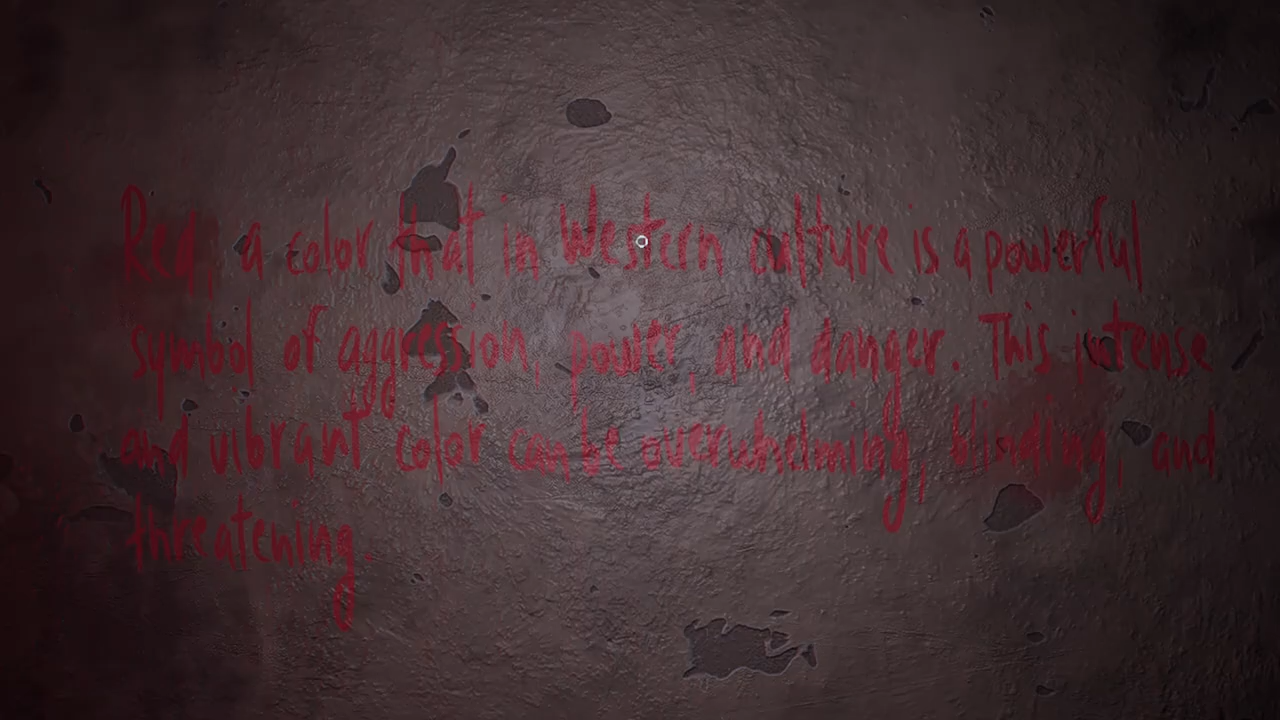 Red, a color that in Western culture is a powerful
symbol of aggression, power, and danger. This intense
and vibrant color can be overwhelming, blinding, and
threatening.